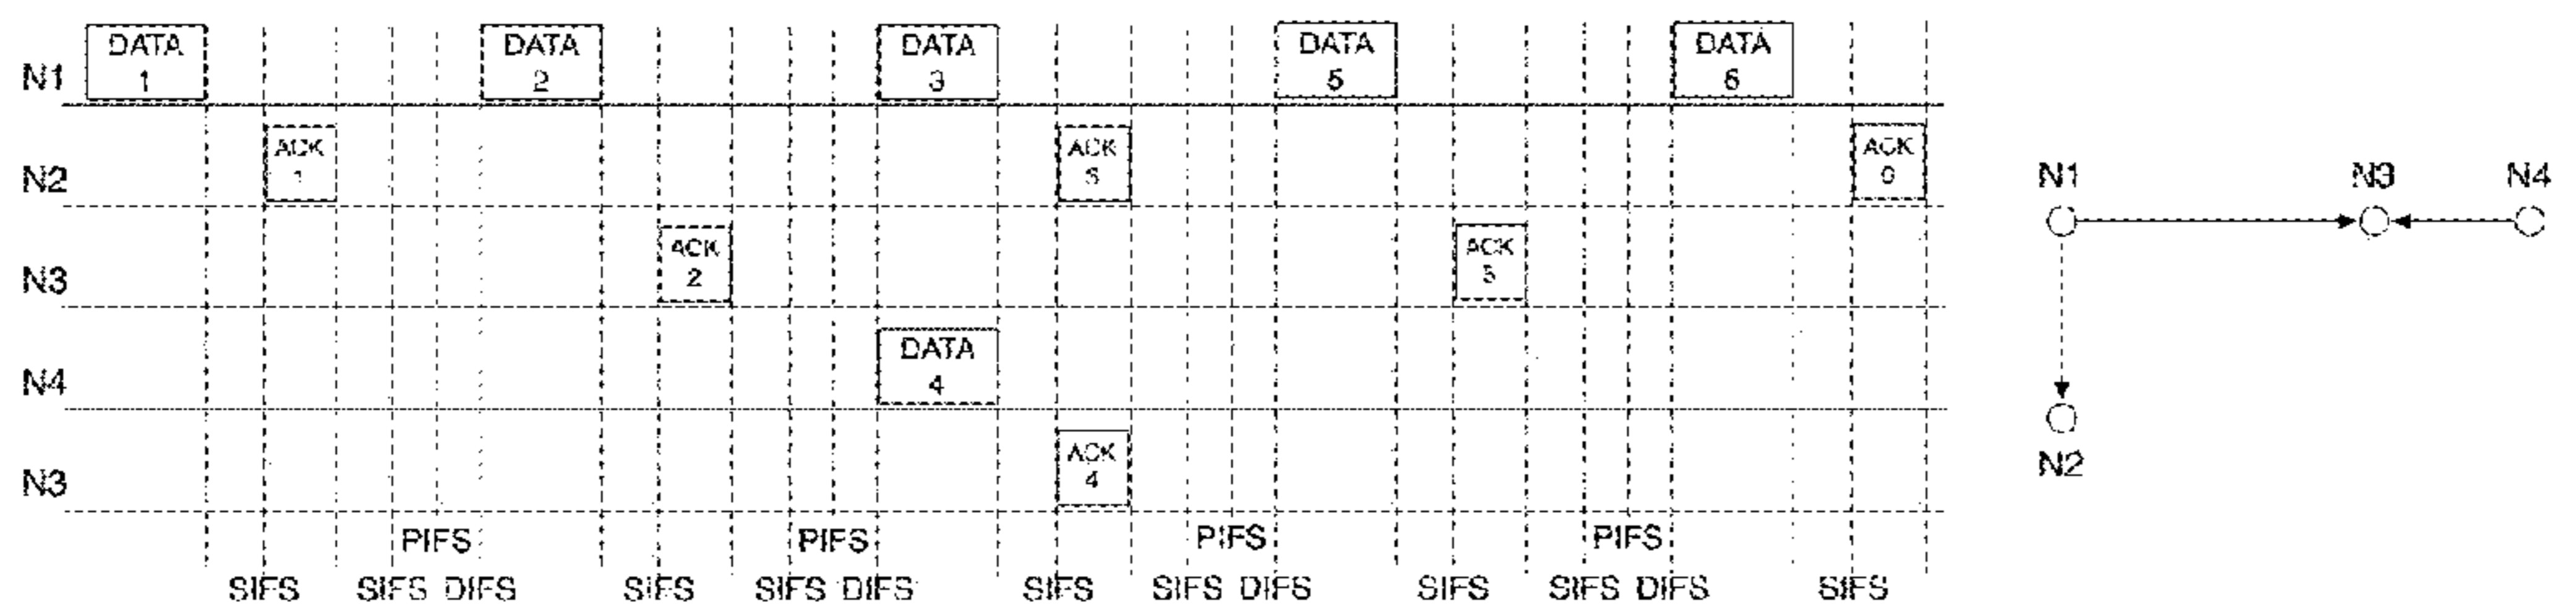 N1
DATA
1
DATA
2
DATA
3
DATA
5
DATA
6
N2
ACK
1
ACK
ACK
N3
ACK
2
ACK
5
N4
DATA
4
N3
ACK
4
PIFS PIFS PIFS PIFS
SIFS SIFS DIFS SIFS SIFS DIFS SIFS SIFS DIFS SIFS SIFS DIFS SIFS
N1 N3 N4
N2